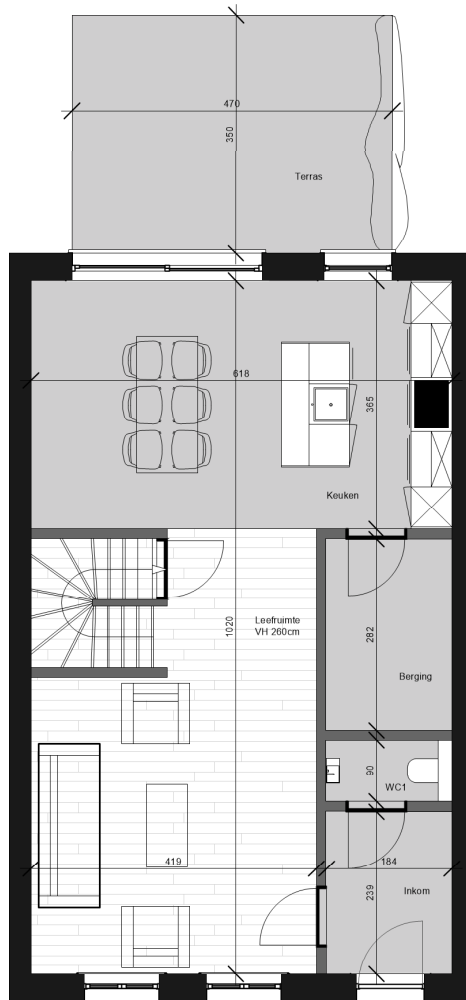 470
350
Terras
618
365
Keuken
1020
Leefruimte
VH 260cm
282
Berging
90
WC1
419
184
239
Inkom